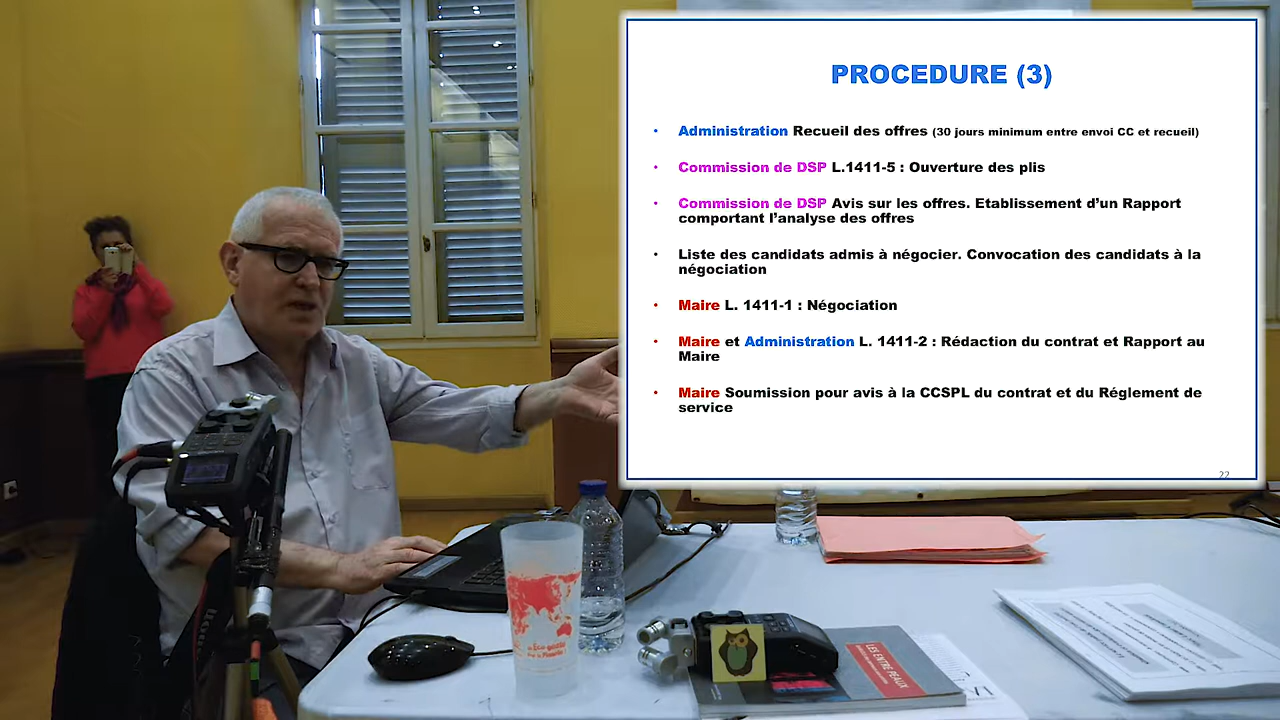 PROCEDURE (3)
• Administration Recueil des offres (30 jours minimum entre envoi CC et recueil)
• Commission de DSP L.1411-5 : Ouverture des plis
• Commission de DSP Avis sur les offres. Etablissement d'un Rapport
comportant l'analyse des offres
• Liste des candidats admis à négocier. Convocation des candidats à la
négociation
• Maire L. 1411-1 : Négociation
• Maire et Administration L. 1411-2 : Rédaction du contrat et Rapport au
Maire
• Maire Soumission pour avis à la CCSPL du contrat et du Réglement de
service
22
LES ENTRE PEAUX